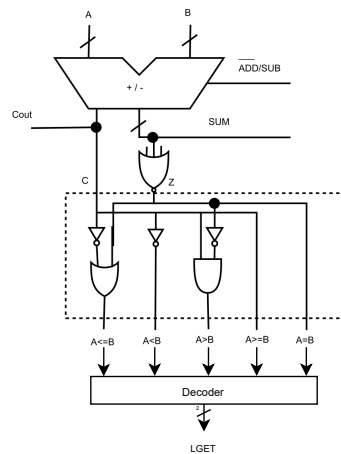 A
B
+ / -
ADD/SUB
Cout
SUM
C
Z
A<=B
A<B
A>B
A>=B
A=B
Decoder
2
LGET